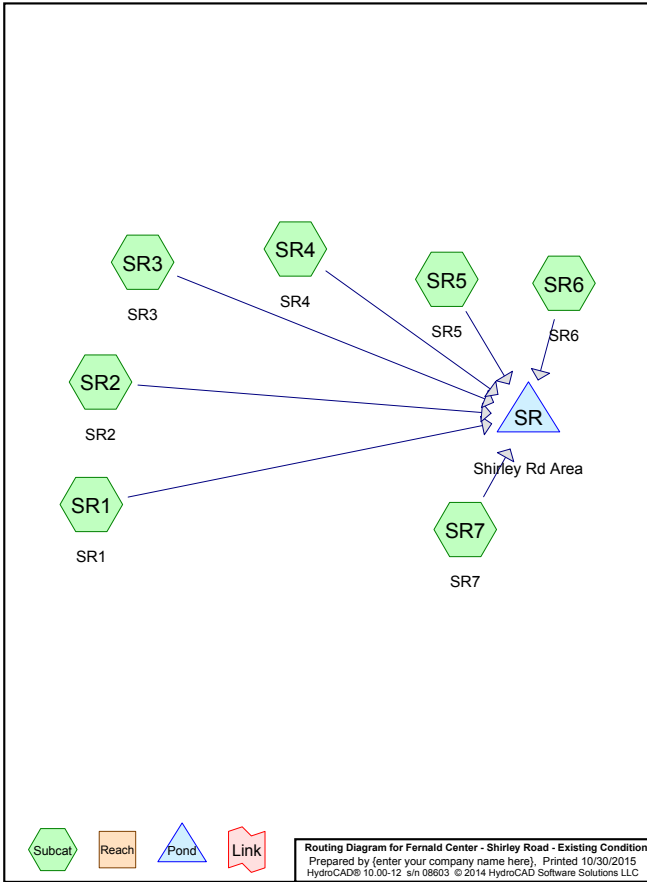 SR4
SR3
SR5
SR6
SR4
SR3
SR5
SR6
SR2
SR
SR2
Shirley Rd Area
SR1
SR7
SR1
SR7
Subcat
Reach
Pond
Link
Routing Diagram for Fernald Center - Shirley Road - Existing Condition
Prepared by {enter your company name here}, Printed 10/30/2015
HydroCAD® 10.00-12 s/n 08603 © 2014 HydroCAD Software Solutions LLC